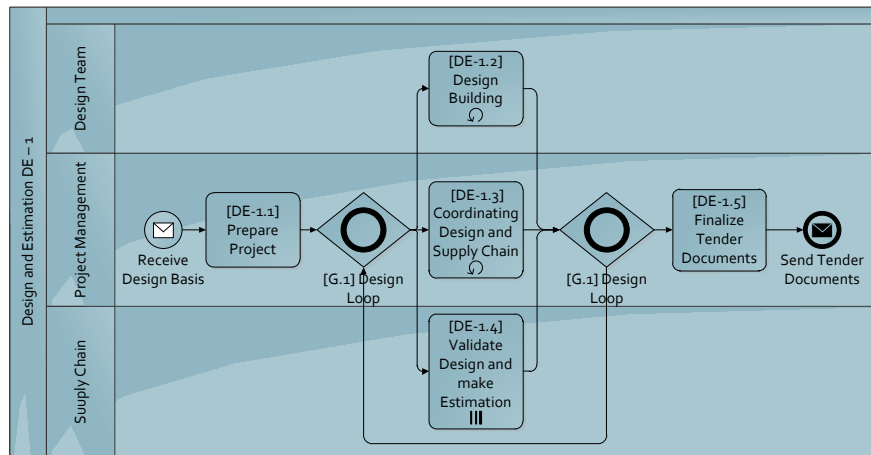 Design and Estimation DE – 1
Design Team
[DE-1.2]
Design
Building
Project Management
Receive
Design Basis
[DE-1.1]
Prepare
Project
[G.1] Design
Loop
[DE-1.3]
Coordinating
Design and
Supply Chain
[G.1] Design
Loop
[DE-1.5]
Finalize
Tender
Documents
Send Tender
Documents
Suuply Chain
[DE-1.4]
Validate
Design and
make
Estimation